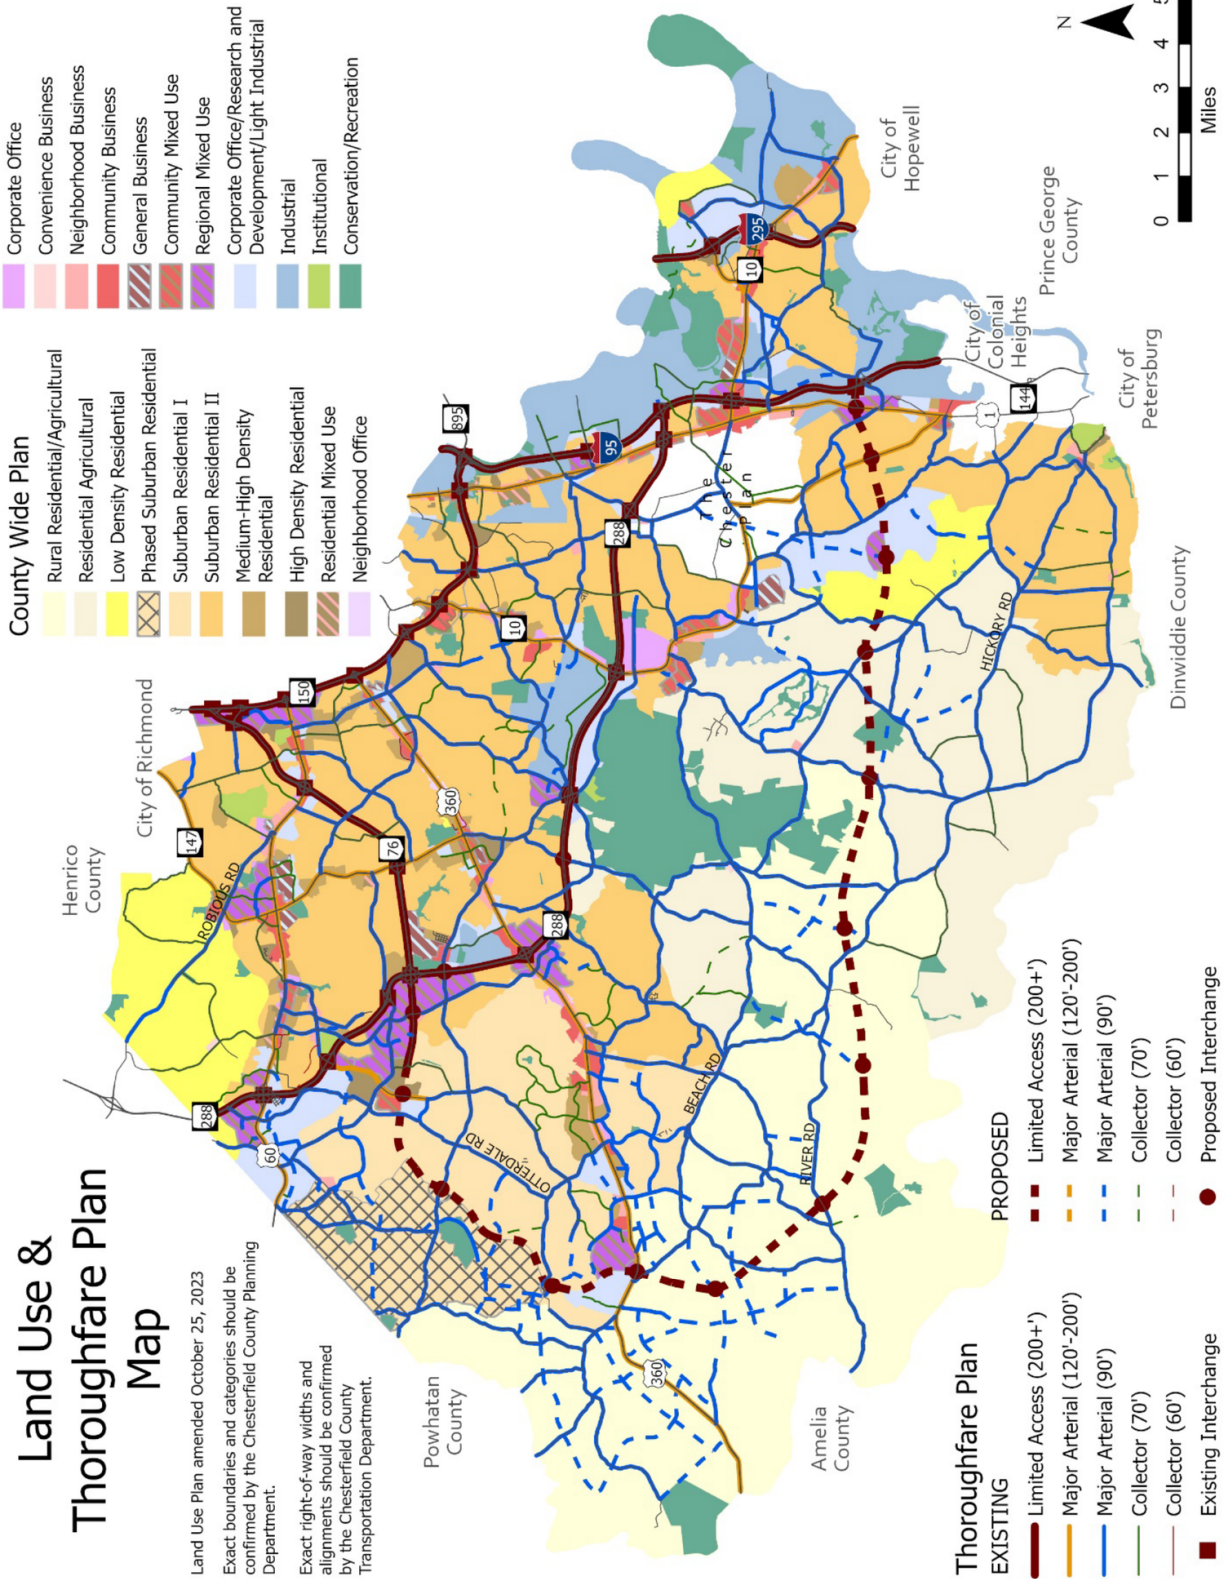 Land Use &
Thoroughfare Plan
Map
Land Use Plan amended October 25, 2023
Exact boundaries and categories should be
confirmed by the Chesterfield County Planning
Department.
Exact right-of-way widths and
alignments should be confirmed
by the Chesterfield County
Transportation Department.
County Wide Plan
Rural Residential/Agricultural
Residential Agricultural
Low Density Residential
Phased Suburban Residential
Suburban Residential I
Suburban Residential II
Medium-High Density
Residential
High Density Residential
Residential Mixed Use
Neighborhood Office
Corporate Office
Convenience Business
Neighborhood Business
Community Business
General Business
Community Mixed Use
Regional Mixed Use
Corporate Office/Research and
Development/Light Industrial
Industrial
Institutional
Conservation/Recreation
Henrico
County
City of Richmond
147
150
895
288
60
ROBIOUS RD
76
360
10
95
288
288
OTTERDALE RD
Powhatan
County
360
BEACH RD
RIVER RD
Amelia
County
The
Chester
Plan
10
295
City of
Hopewell
Prince George
County
City of
Colonial
Heights
1
144
City of
Petersburg
HICKORY RD
Dinwiddie County
Thoroughfare Plan
EXISTING
Limited Access (200+')
Major Arterial (120'-200')
Major Arterial (90')
Collector (70')
Collector (60')
Existing Interchange
PROPOSED
Limited Access (200+')
Major Arterial (120'-200')
Major Arterial (90')
Collector (70')
Collector (60')
Proposed Interchange
N
0 1 2 3 4 5
Miles